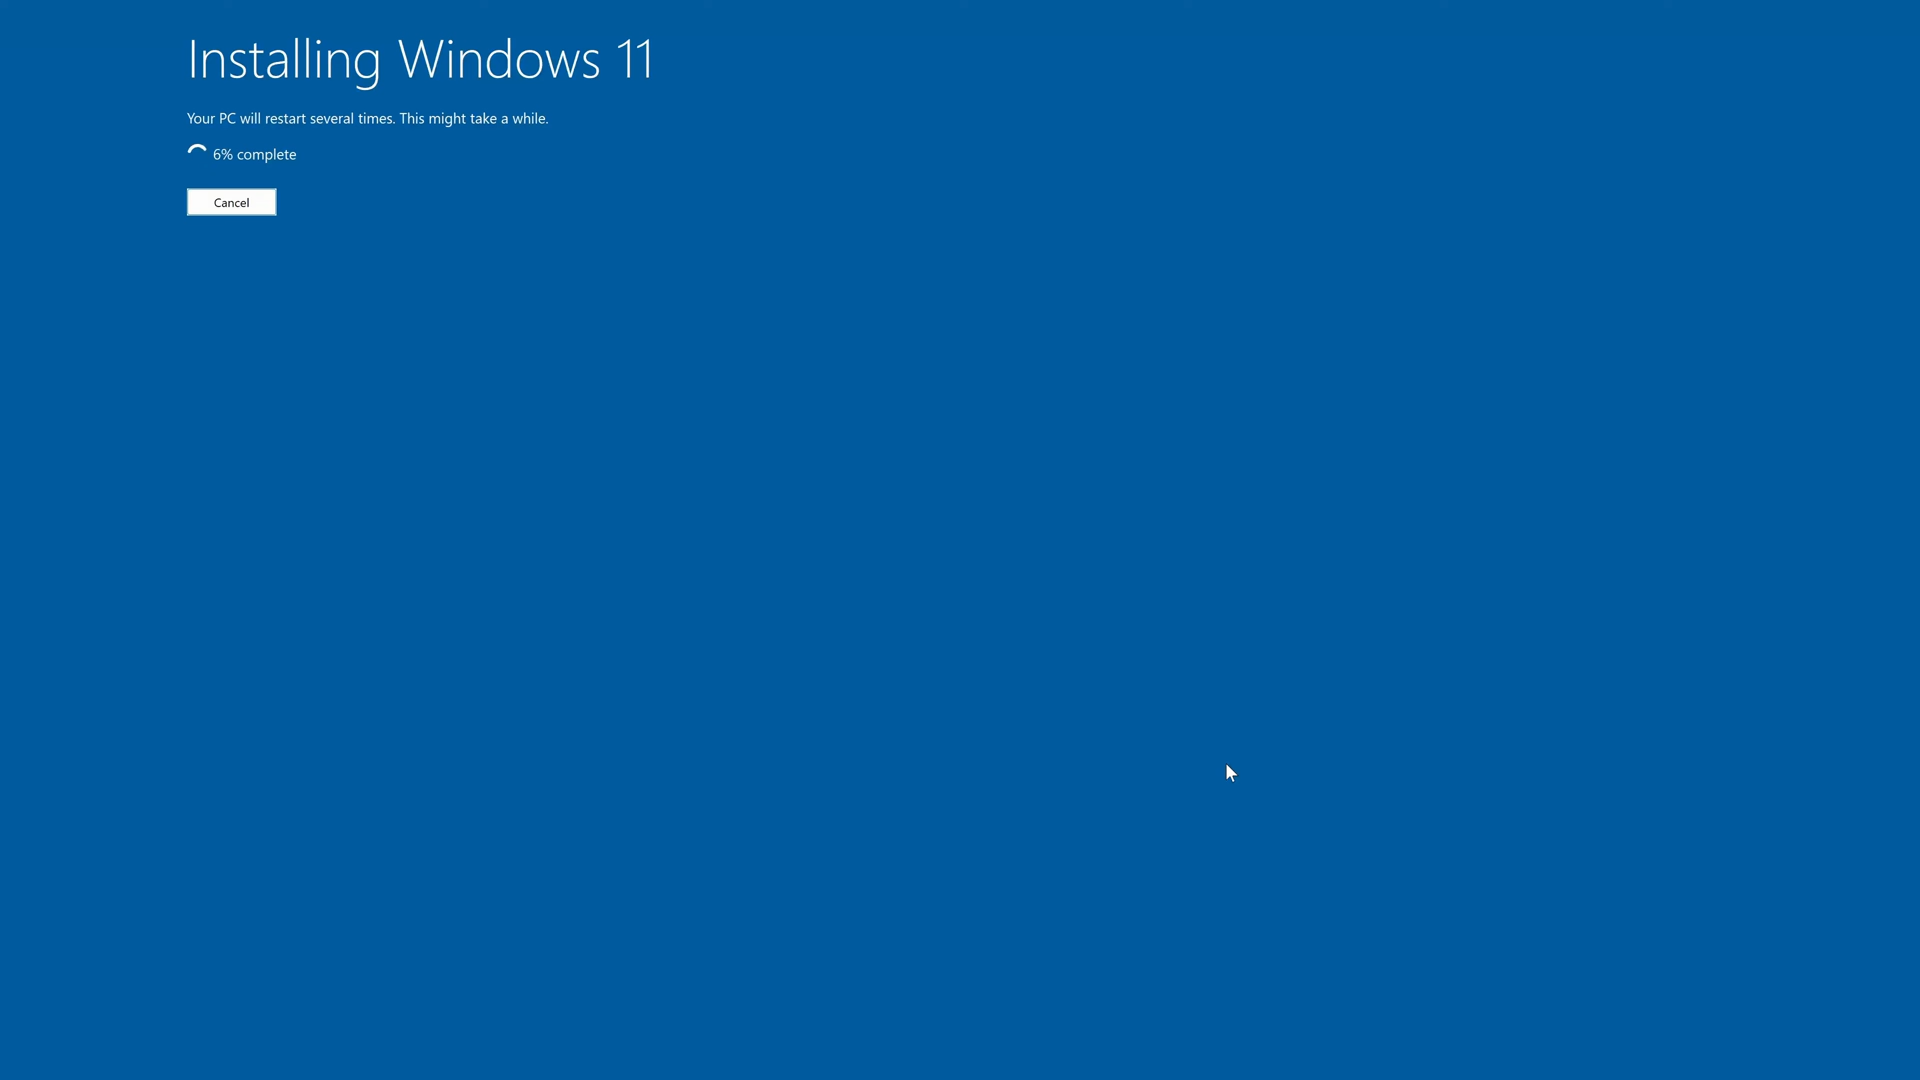 Installing Windows 11
Your PC will restart several times. This might take a while.
6% complete
Cancel